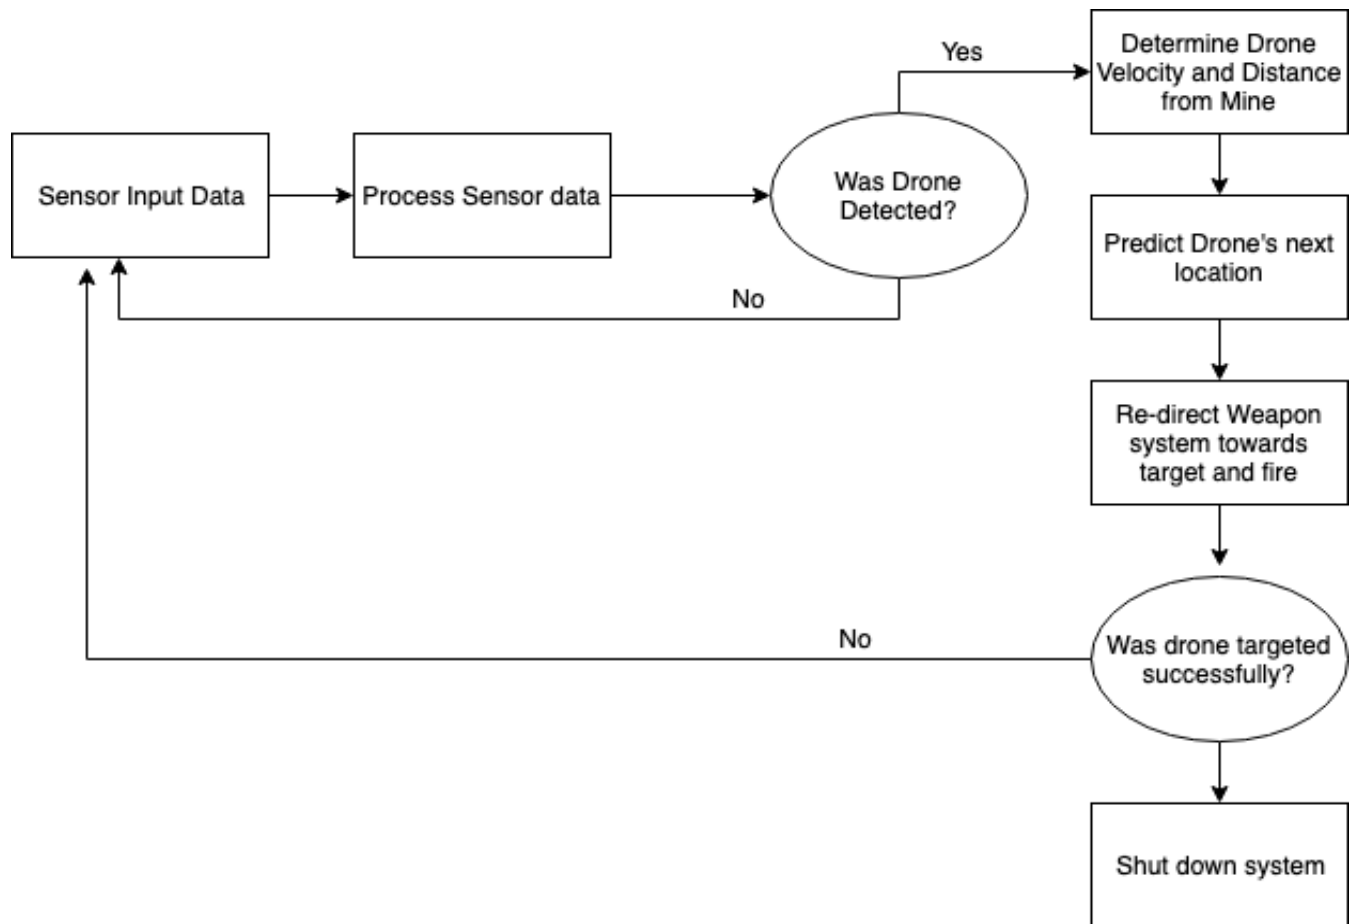 Sensor Input Data
Process Sensor data
Was Drone
Detected?
Yes
No
Determine Drone
Velocity and Distance
from Mine
Predict Drone's next
location
Re-direct Weapon
system towards
target and fire
Was drone targeted
successfully?
No
Shut down system